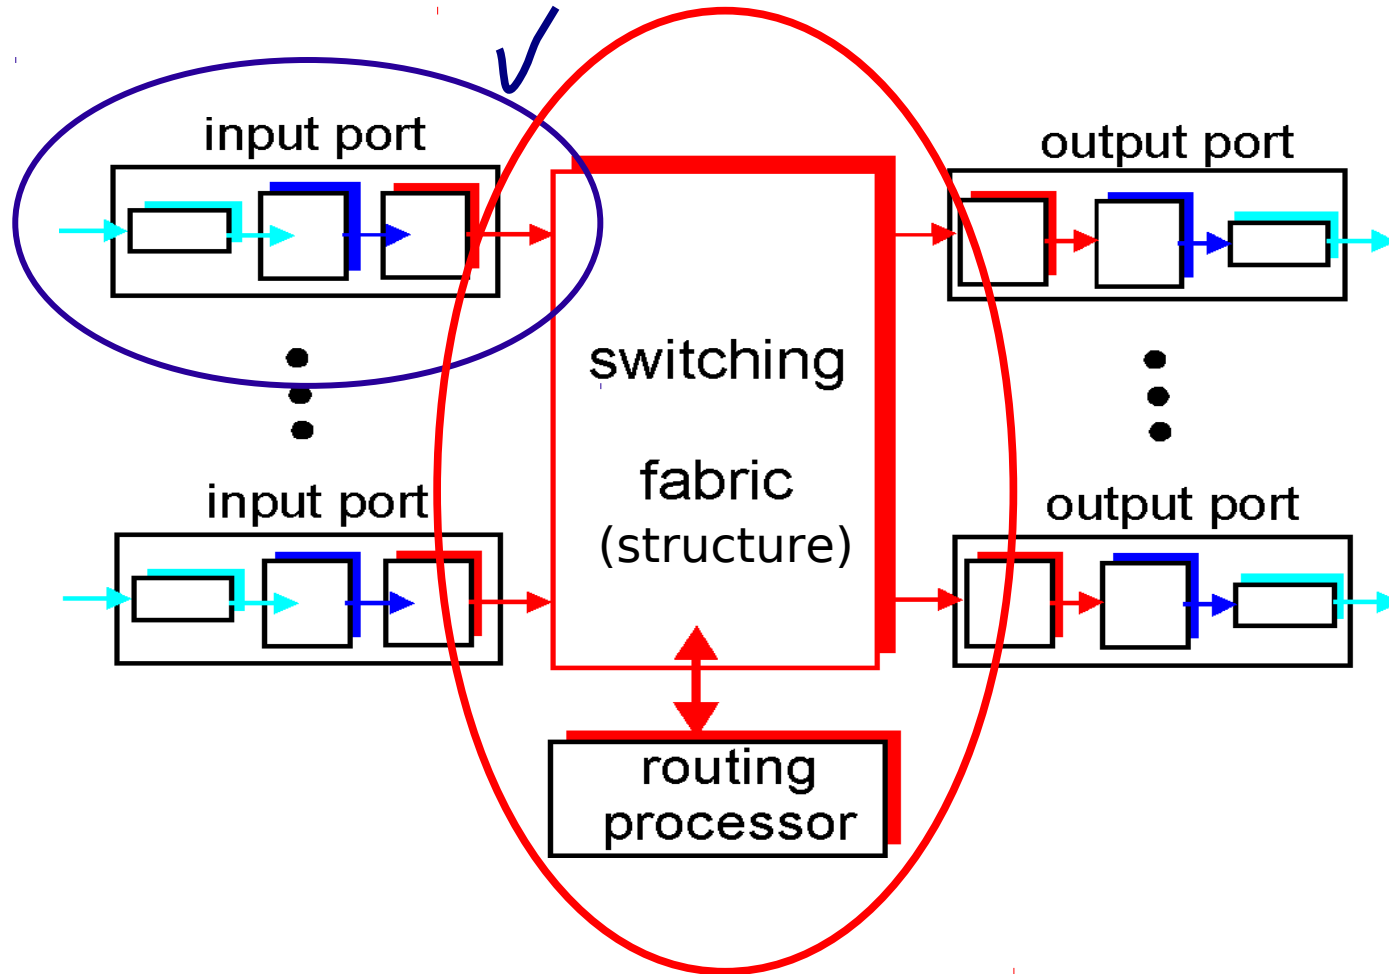 input port
output port
switching
fabric
(structure)
input port
output port
routing
processor